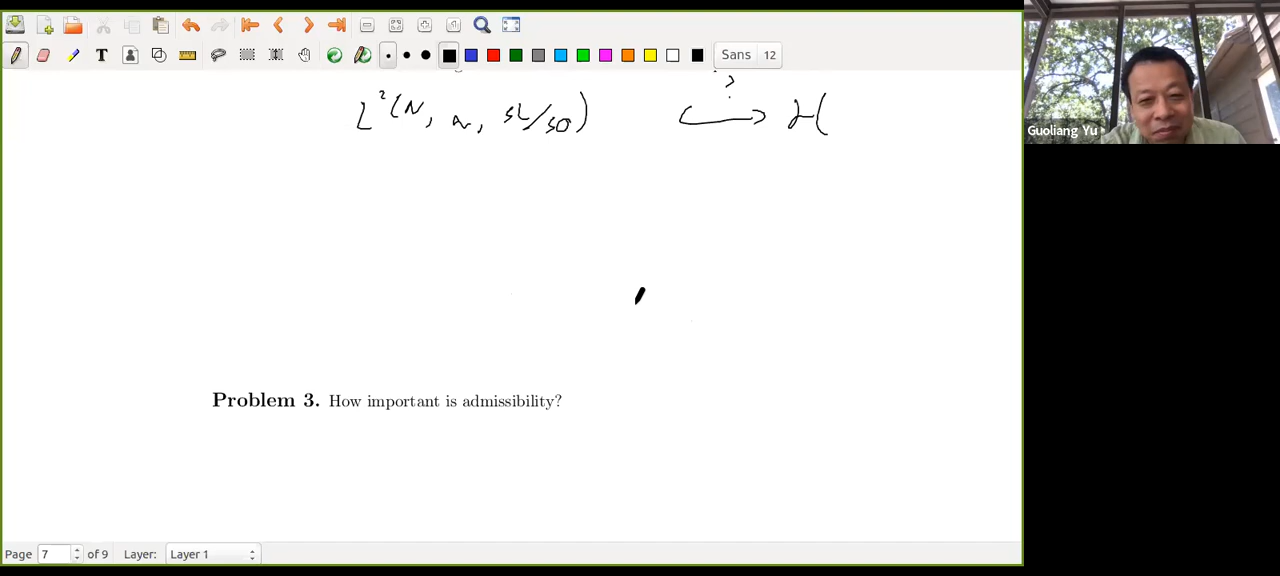 T
Sans 12
?
L²(N, n, SL/SO) ⟷ H(
Guoliang Yu
Problem 3. How important is admissibility?
Page 7 of 9 Layer: Layer 1